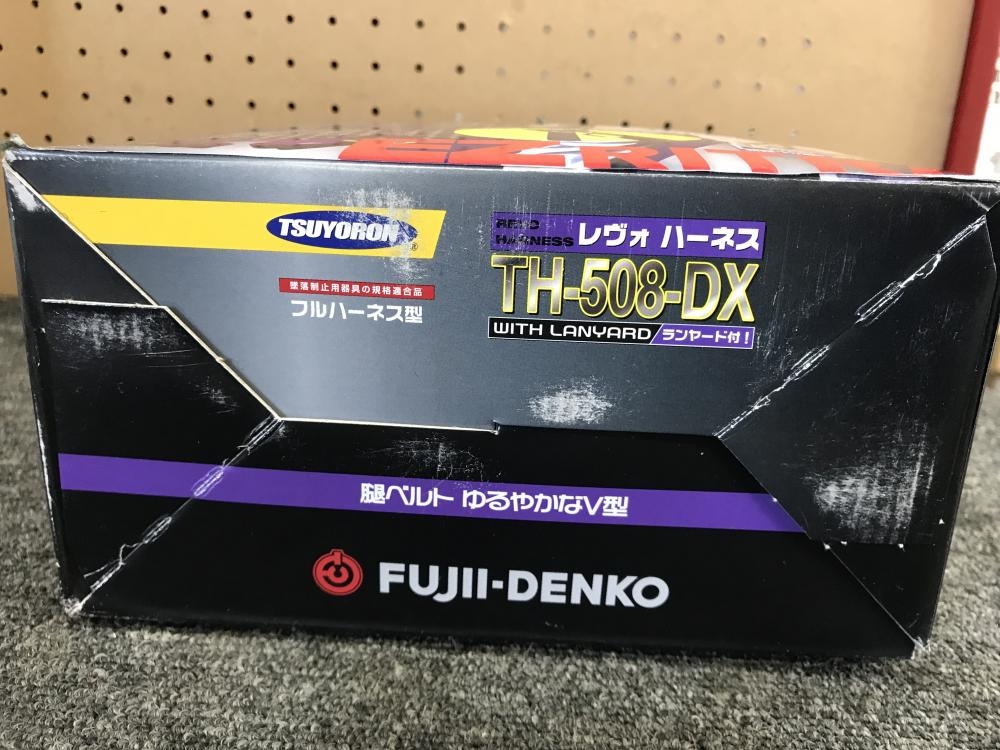 TSUYORON®
REVO HARNESS レヴォ ハーネス
墜落制止用器具の規格適合品
フルハーネス型
TH-508-DX
WITH LANYARD ランヤード付！
腿ベルト ゆるやかなV型
FUJII-DENKO